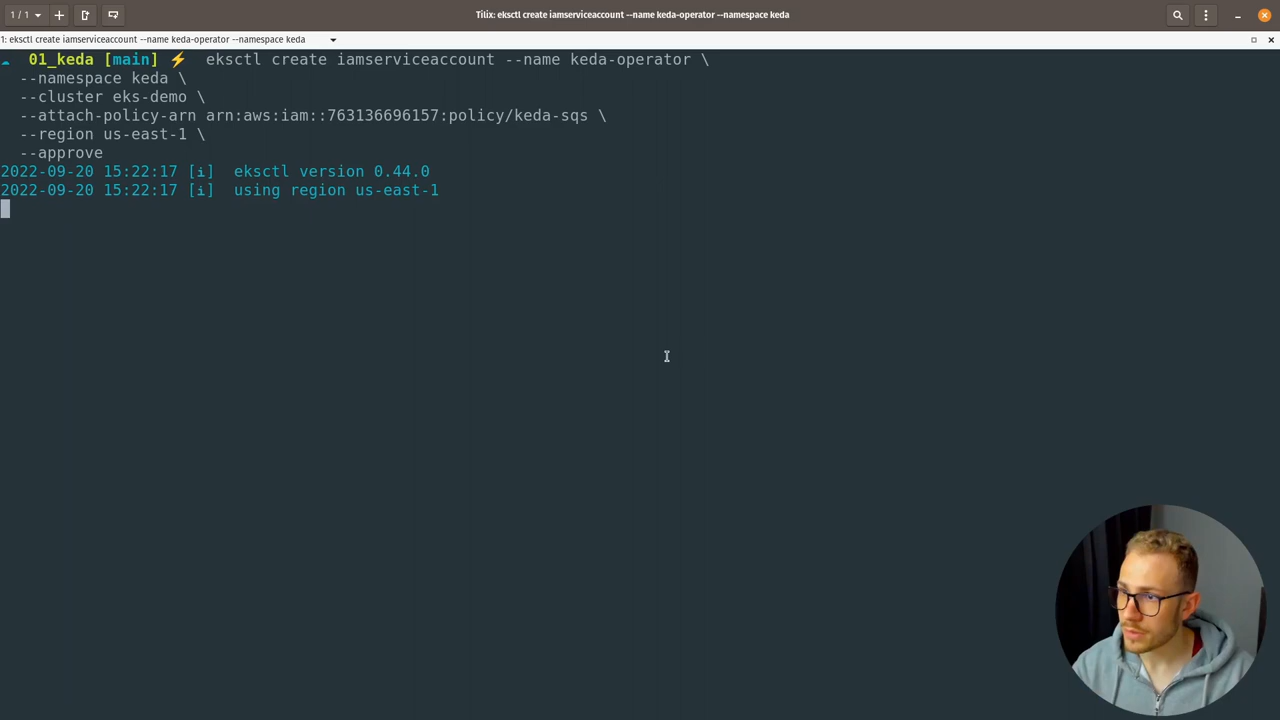 1 / 1
Tilix: eksctl create iamserviceaccount --name keda-operator --namespace keda
1: eksctl create iamserviceaccount --name keda-operator --namespace keda
01_keda [main] ⚡ eksctl create iamserviceaccount --name keda-operator \
--namespace keda \
--cluster eks-demo \
--attach-policy-arn arn:aws:iam::763136696157:policy/keda-sqs \
--region us-east-1 \
--approve
2022-09-20 15:22:17 [ℹ]  eksctl version 0.44.0
2022-09-20 15:22:17 [ℹ]  using region us-east-1